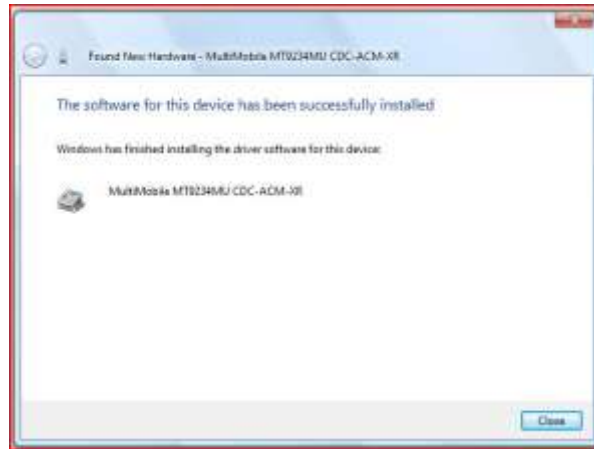 Found New Hardware - MultiMobile MT9234MU CDC-ACM-XR
The software for this device has been successfully installed
Windows has finished installing the driver software for this device:
MultiMobile MT9234MU CDC-ACM-XR
Close